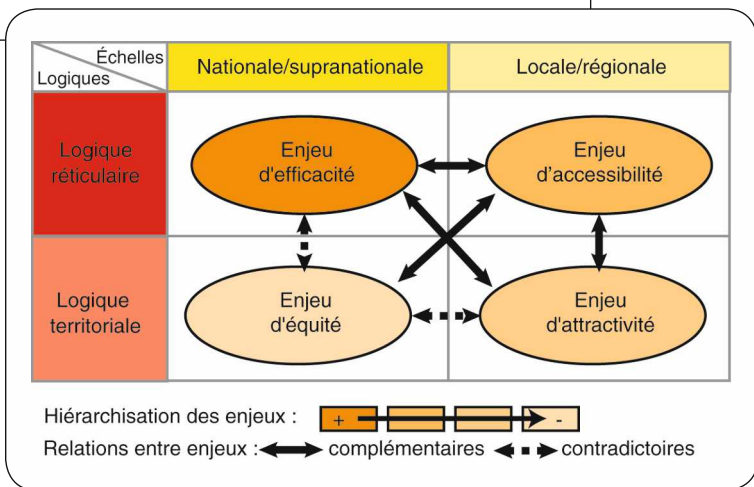 Échelles
Logiques
Nationale/supranationale
Locale/régionale
Logique
réticulaire
Enjeu
d'efficacité
Enjeu
d’accessibilité
Logique
territoriale
Enjeu
d'équité
Enjeu
d'attractivité
Hiérarchisation des enjeux : + -
Relations entre enjeux : complémentaires contradictoires